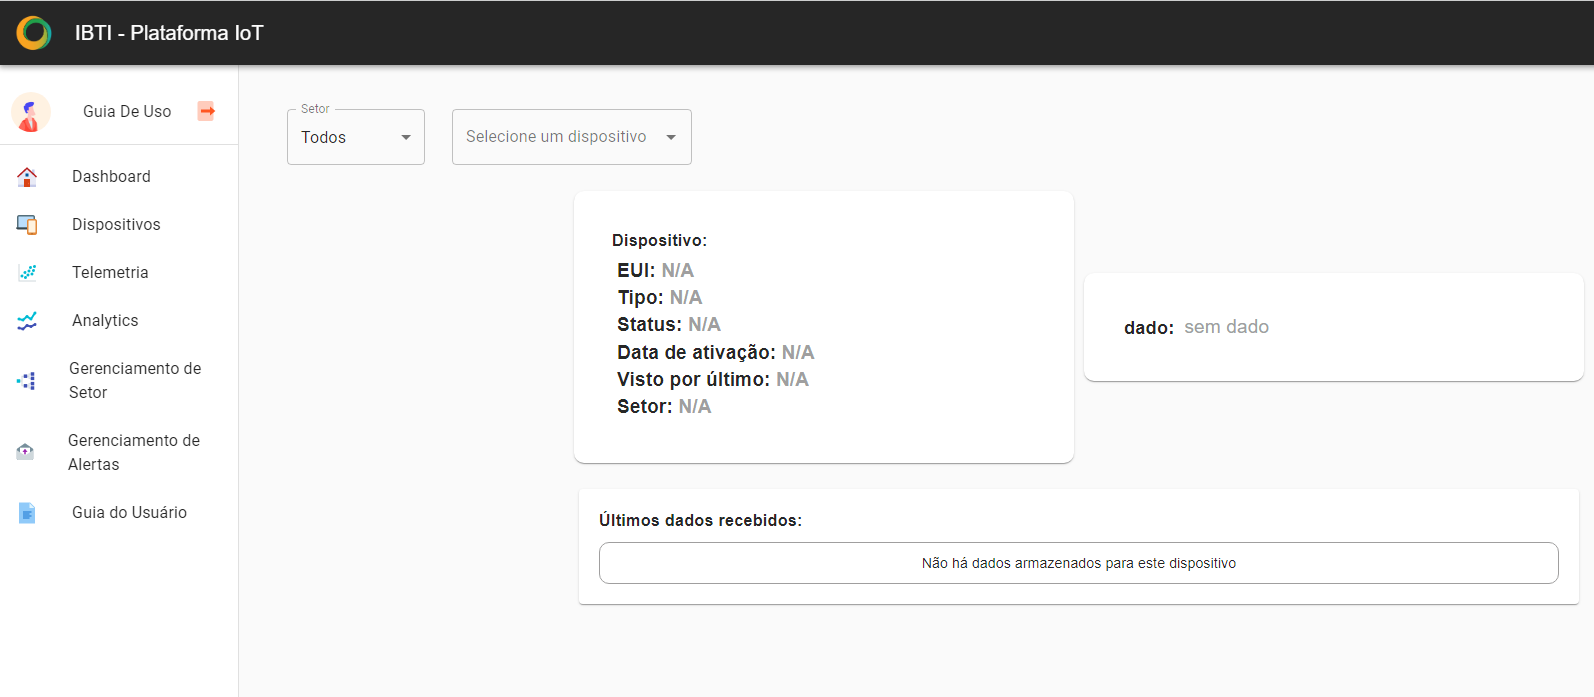 IBTI - Plataforma IoT
Guia De Uso
Dashboard
Dispositivos
Telemetria
Analytics
Gerenciamento de
Setor
Gerenciamento de
Alertas
Guia do Usuário
Setor
Todos
Selecione um dispositivo
Dispositivo:
EUI: N/A
Tipo: N/A
Status: N/A
Data de ativação: N/A
Visto por último: N/A
Setor: N/A
dado: sem dado
Últimos dados recebidos:
Não há dados armazenados para este dispositivo